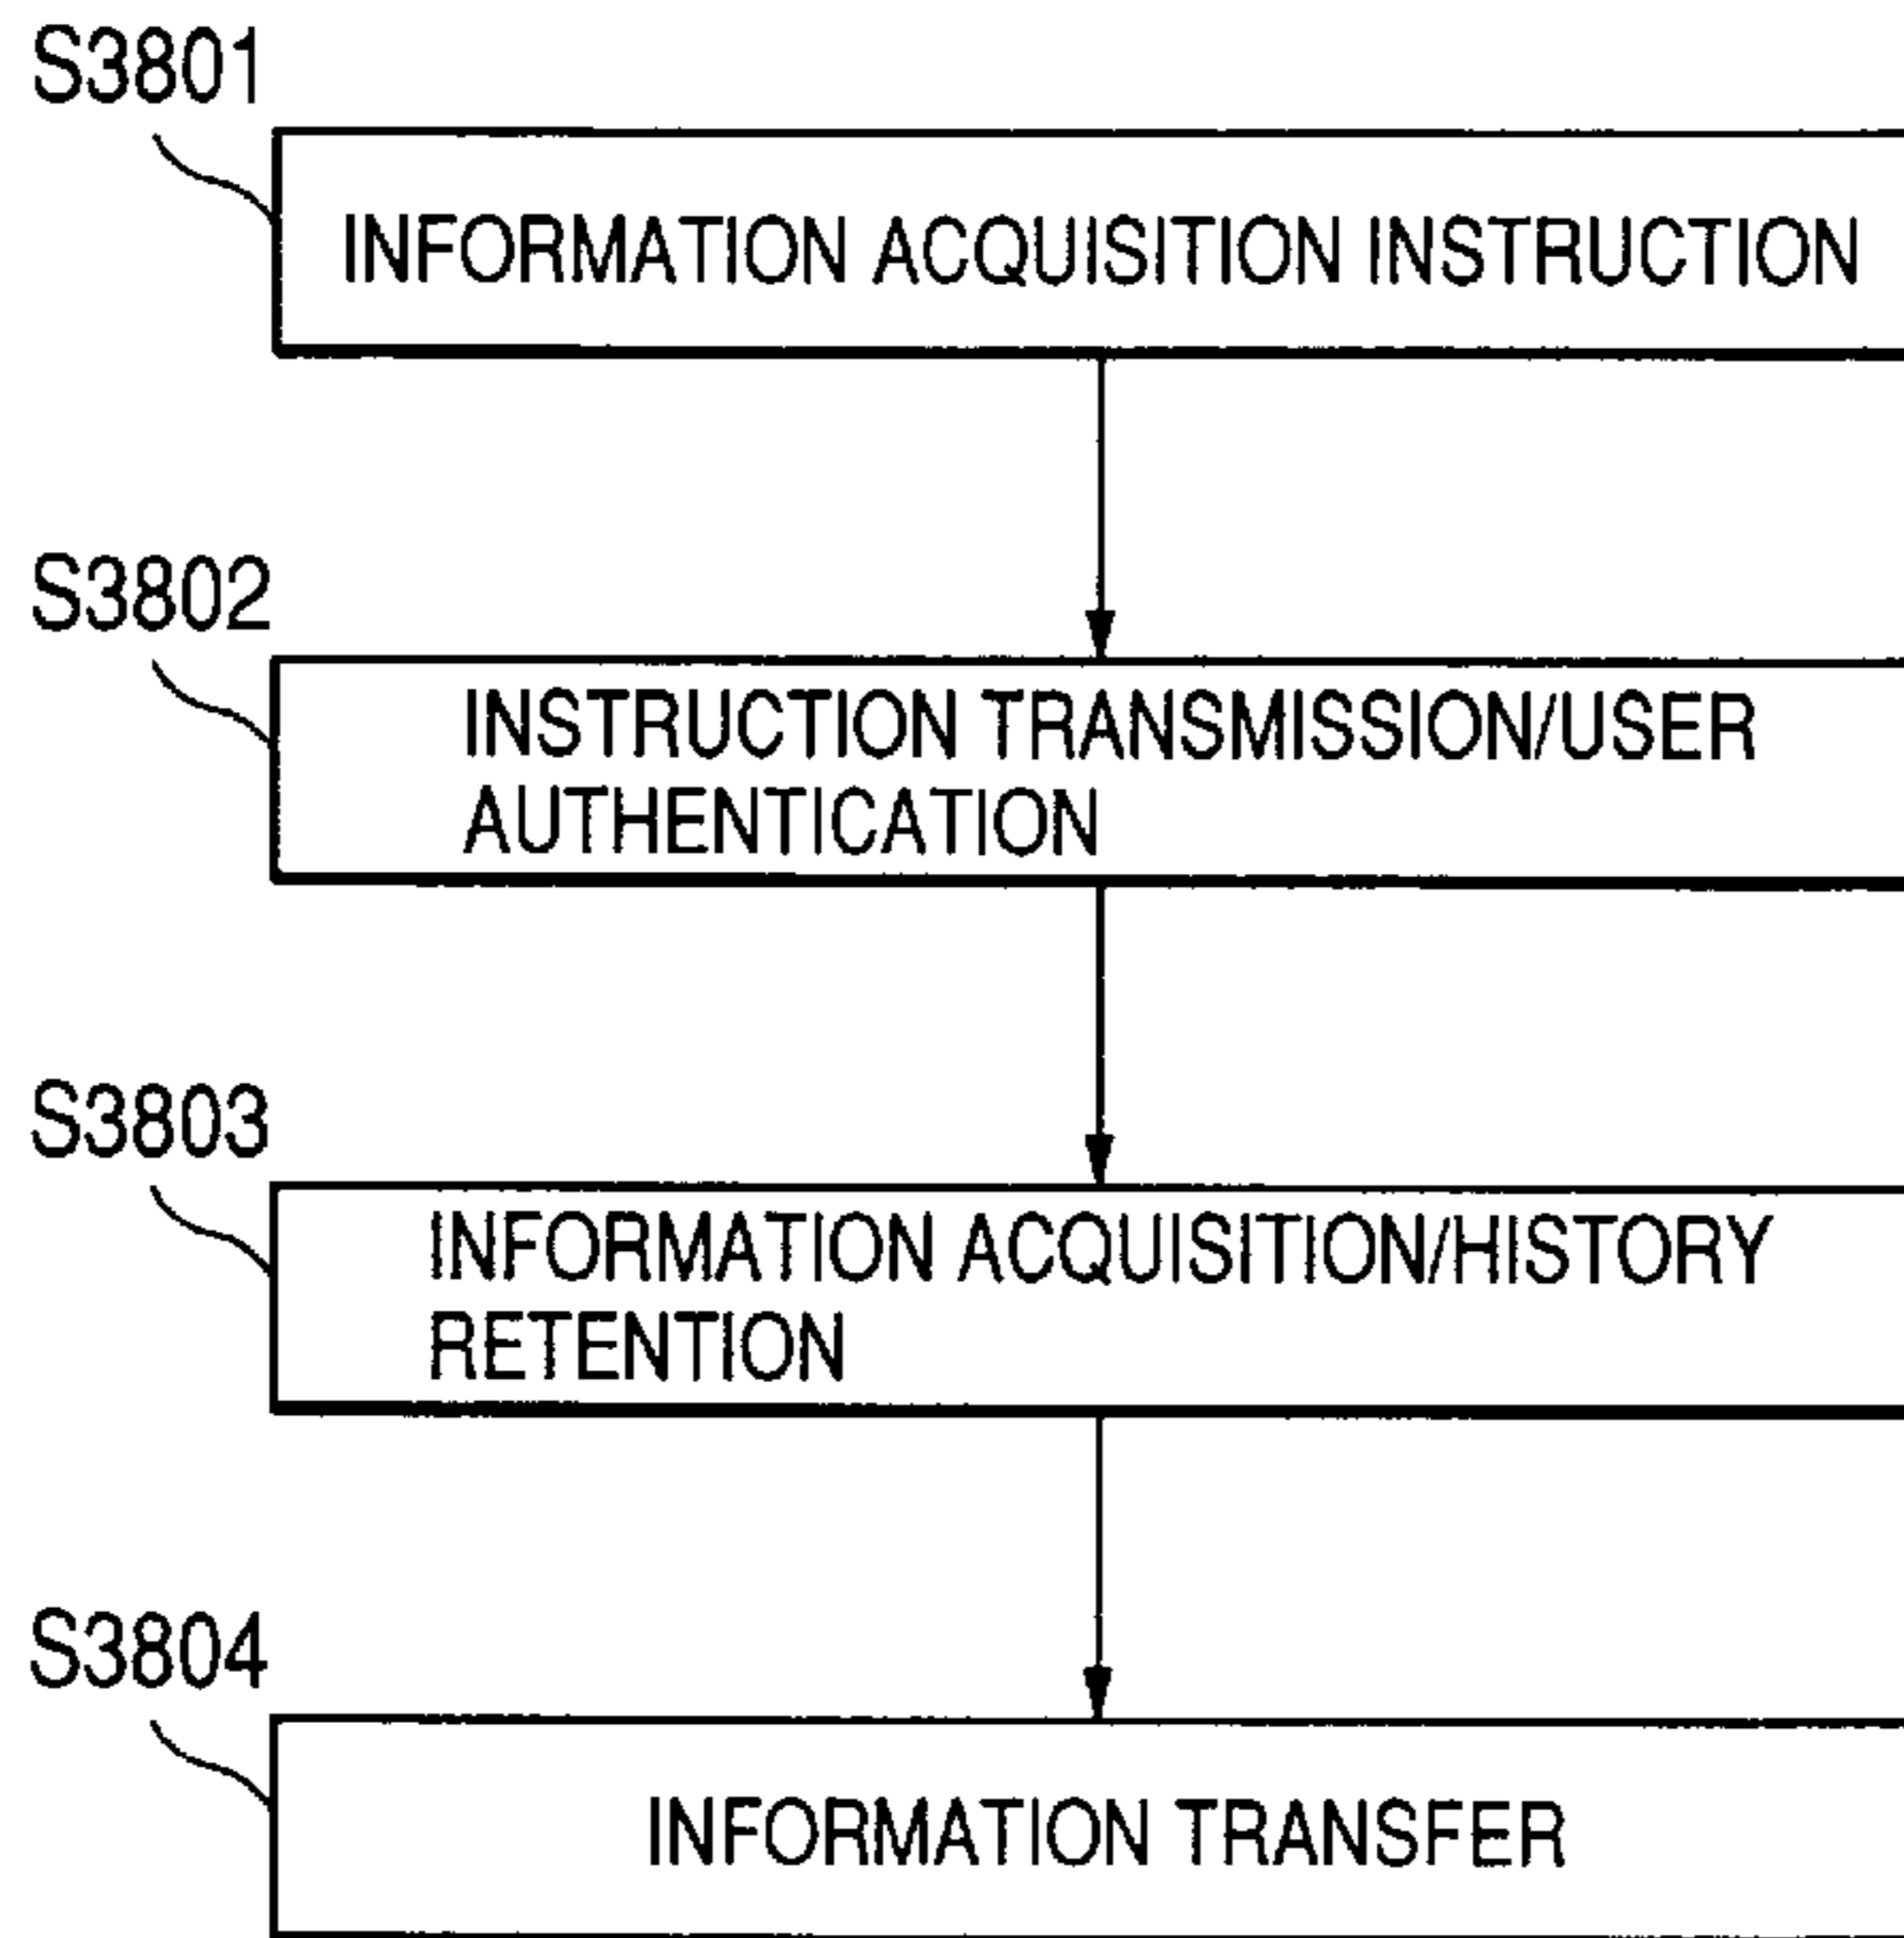 S3801
INFORMATION ACQUISITION INSTRUCTION
S3802
INSTRUCTION TRANSMISSION/USER
AUTHENTICATION
S3803
INFORMATION ACQUISITION/HISTORY
RETENTION
S3804
INFORMATION TRANSFER